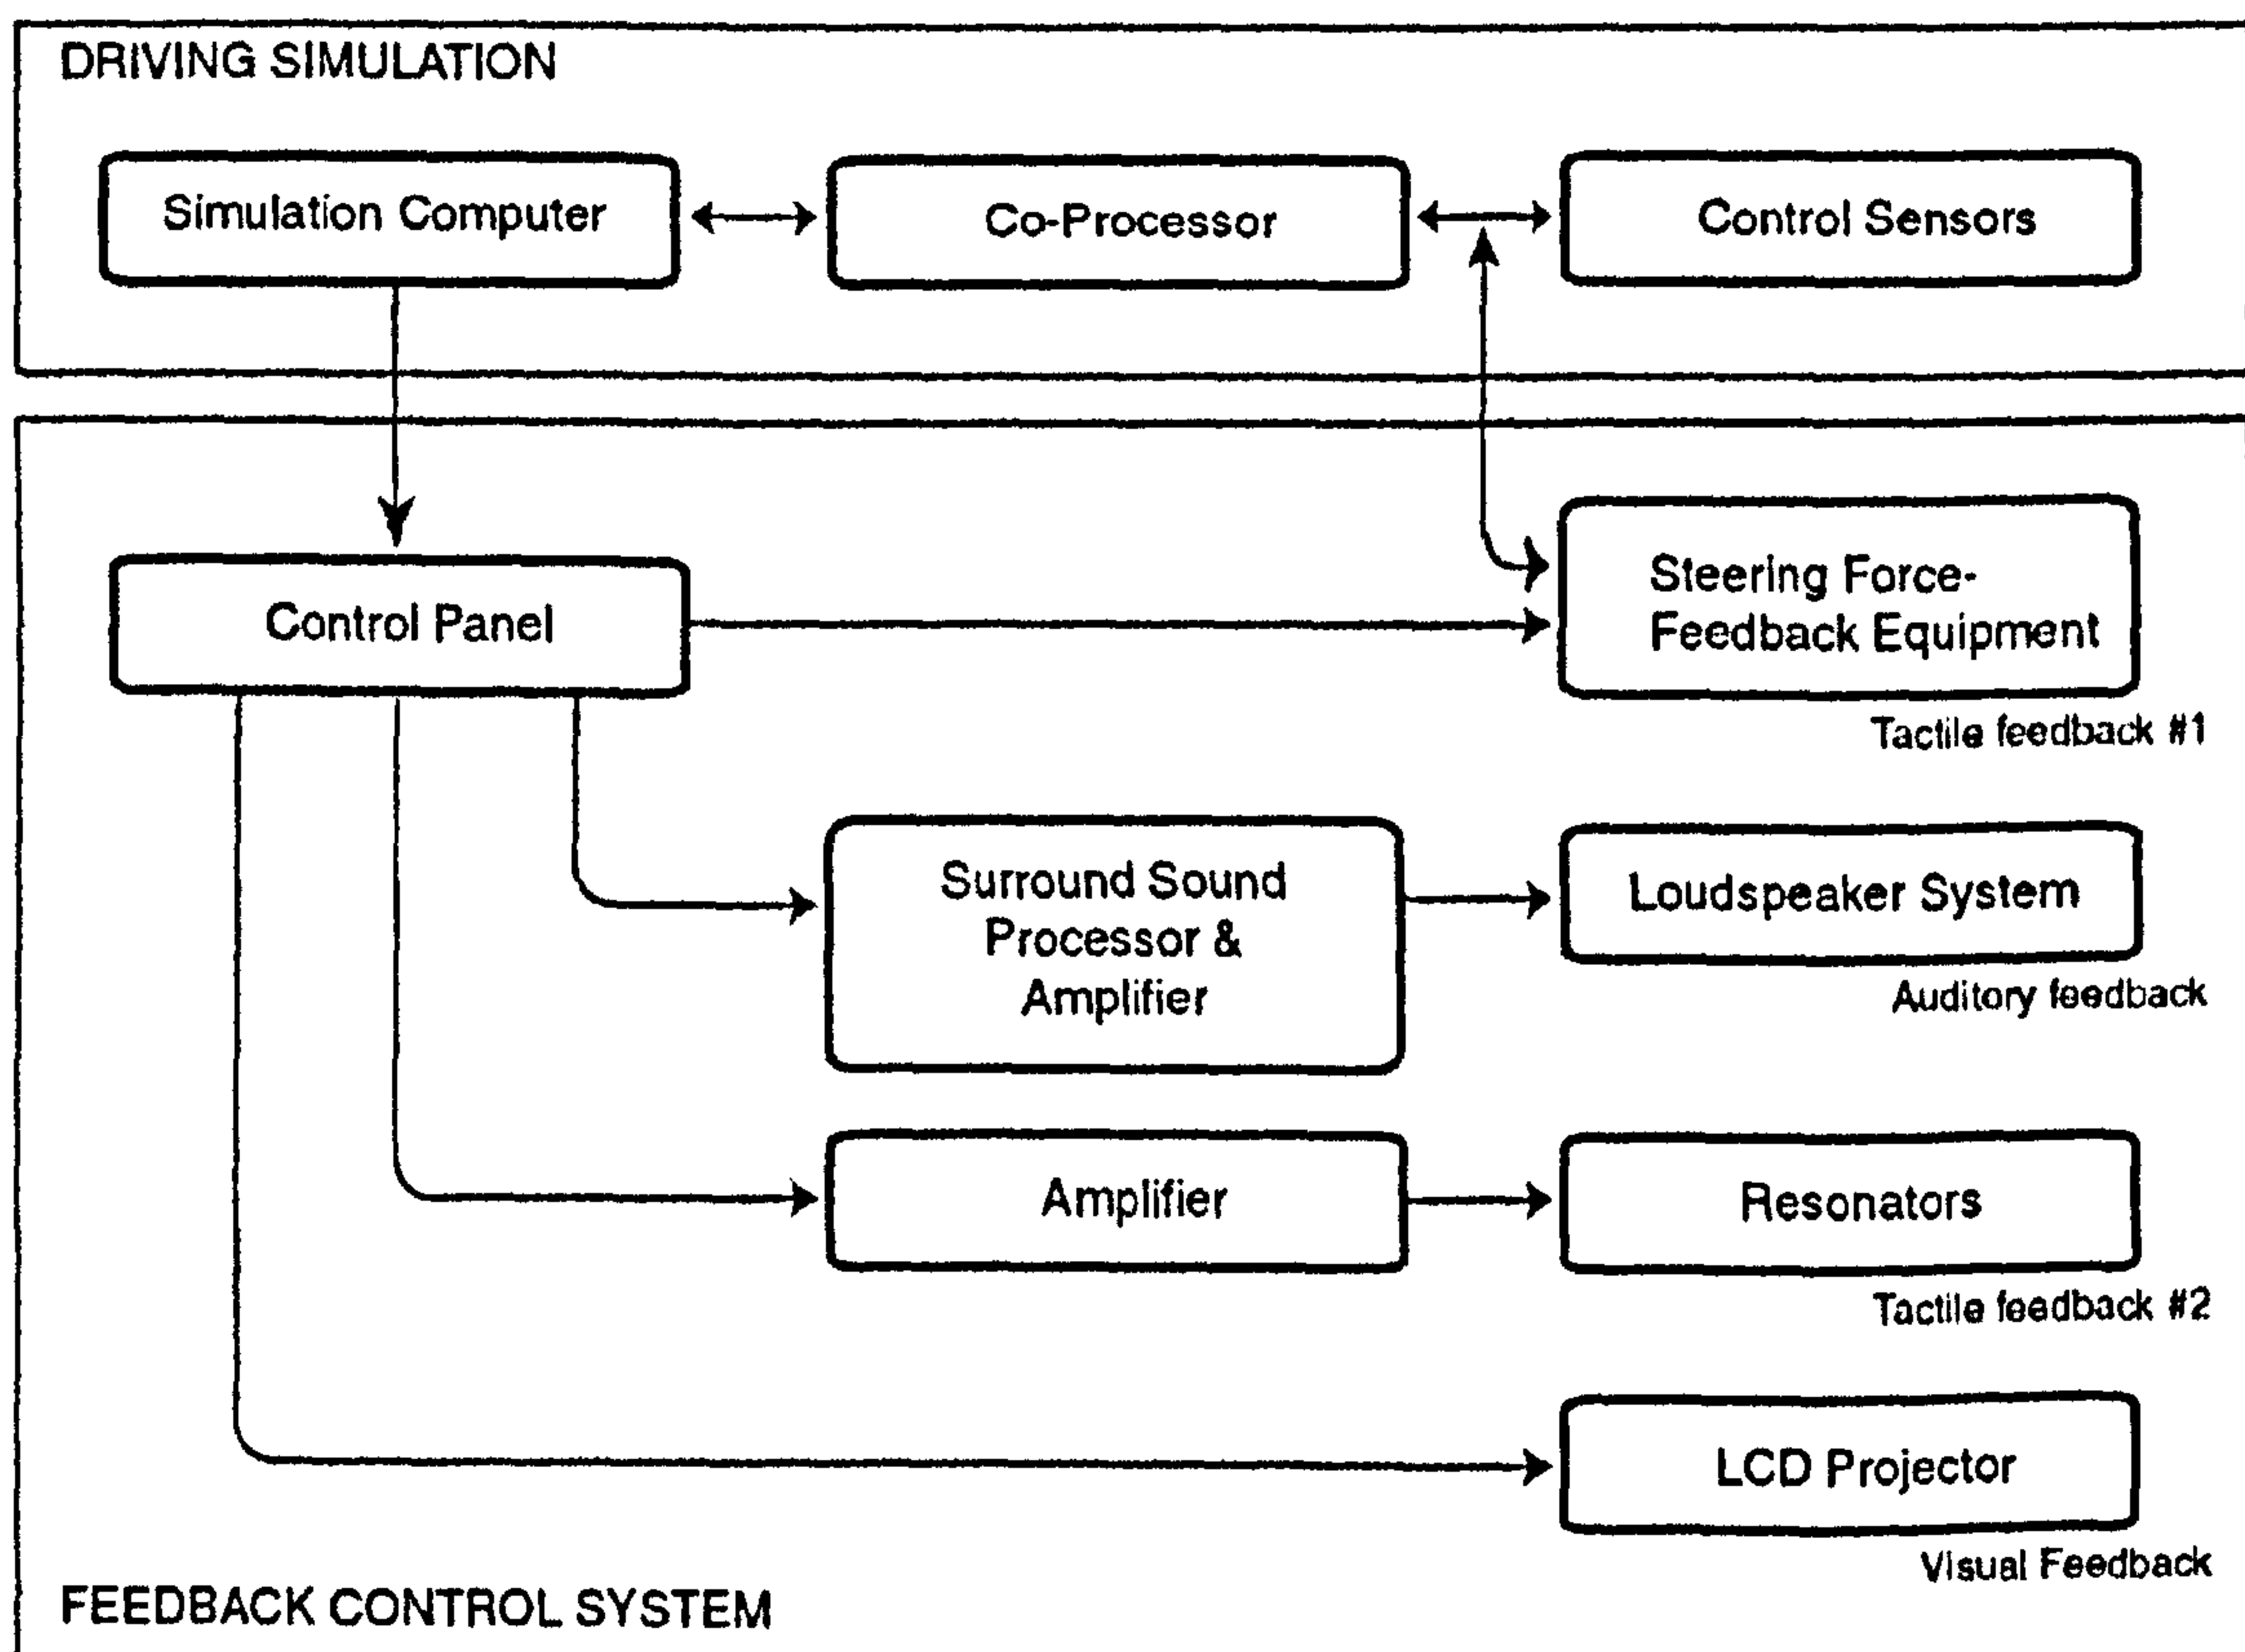 DRIVING SIMULATION
Simulation Computer
Co-Processor
Control Sensors
Control Panel
Steering Force-
Feedback Equipment
Tactile feedback #1
Surround Sound
Processor &
Amplifier
Loudspeaker System
Auditory feedback
Amplifier
Resonators
Tactile feedback #2
LCD Projector
Visual Feedback
FEEDBACK CONTROL SYSTEM